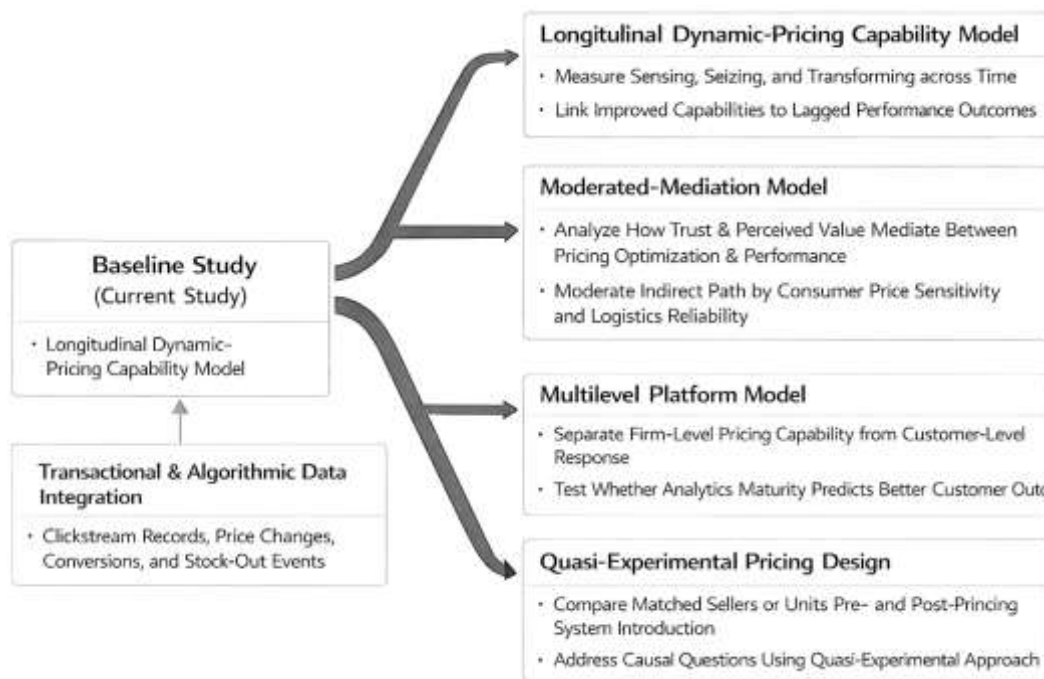 Baseline Study
(Current Study)
• Longitudinal Dynamic-
Pricing Capability Model
Transactional & Algorithmic Data
Integration
• Clickstream Records, Price Changes,
Conversions, and Stock-Out Events
Longitulinal Dynamic-Pricing Capability Model
• Measure Sensing, Seizing, and Transforming across Time
• Link Improved Capabilities to Lagged Performance Outcomes
Moderated-Mediation Model
• Analyze How Trust & Perceived Value Mediate Between
Pricing Optimization & Performance
• Moderate Indirect Path by Consumer Price Sensitivity
and Logistics Reliability
Multilevel Platform Model
• Separate Firm-Level Pricing Capability from Customer-Level
Response
• Test Whether Analytics Maturity Predicts Better Customer Outc
Quasi-Experimental Pricing Design
• Compare Matched Sellers or Units Pre- and Post-Princing
System Introduction
• Address Causal Questions Using Quasi-Experimental Approach